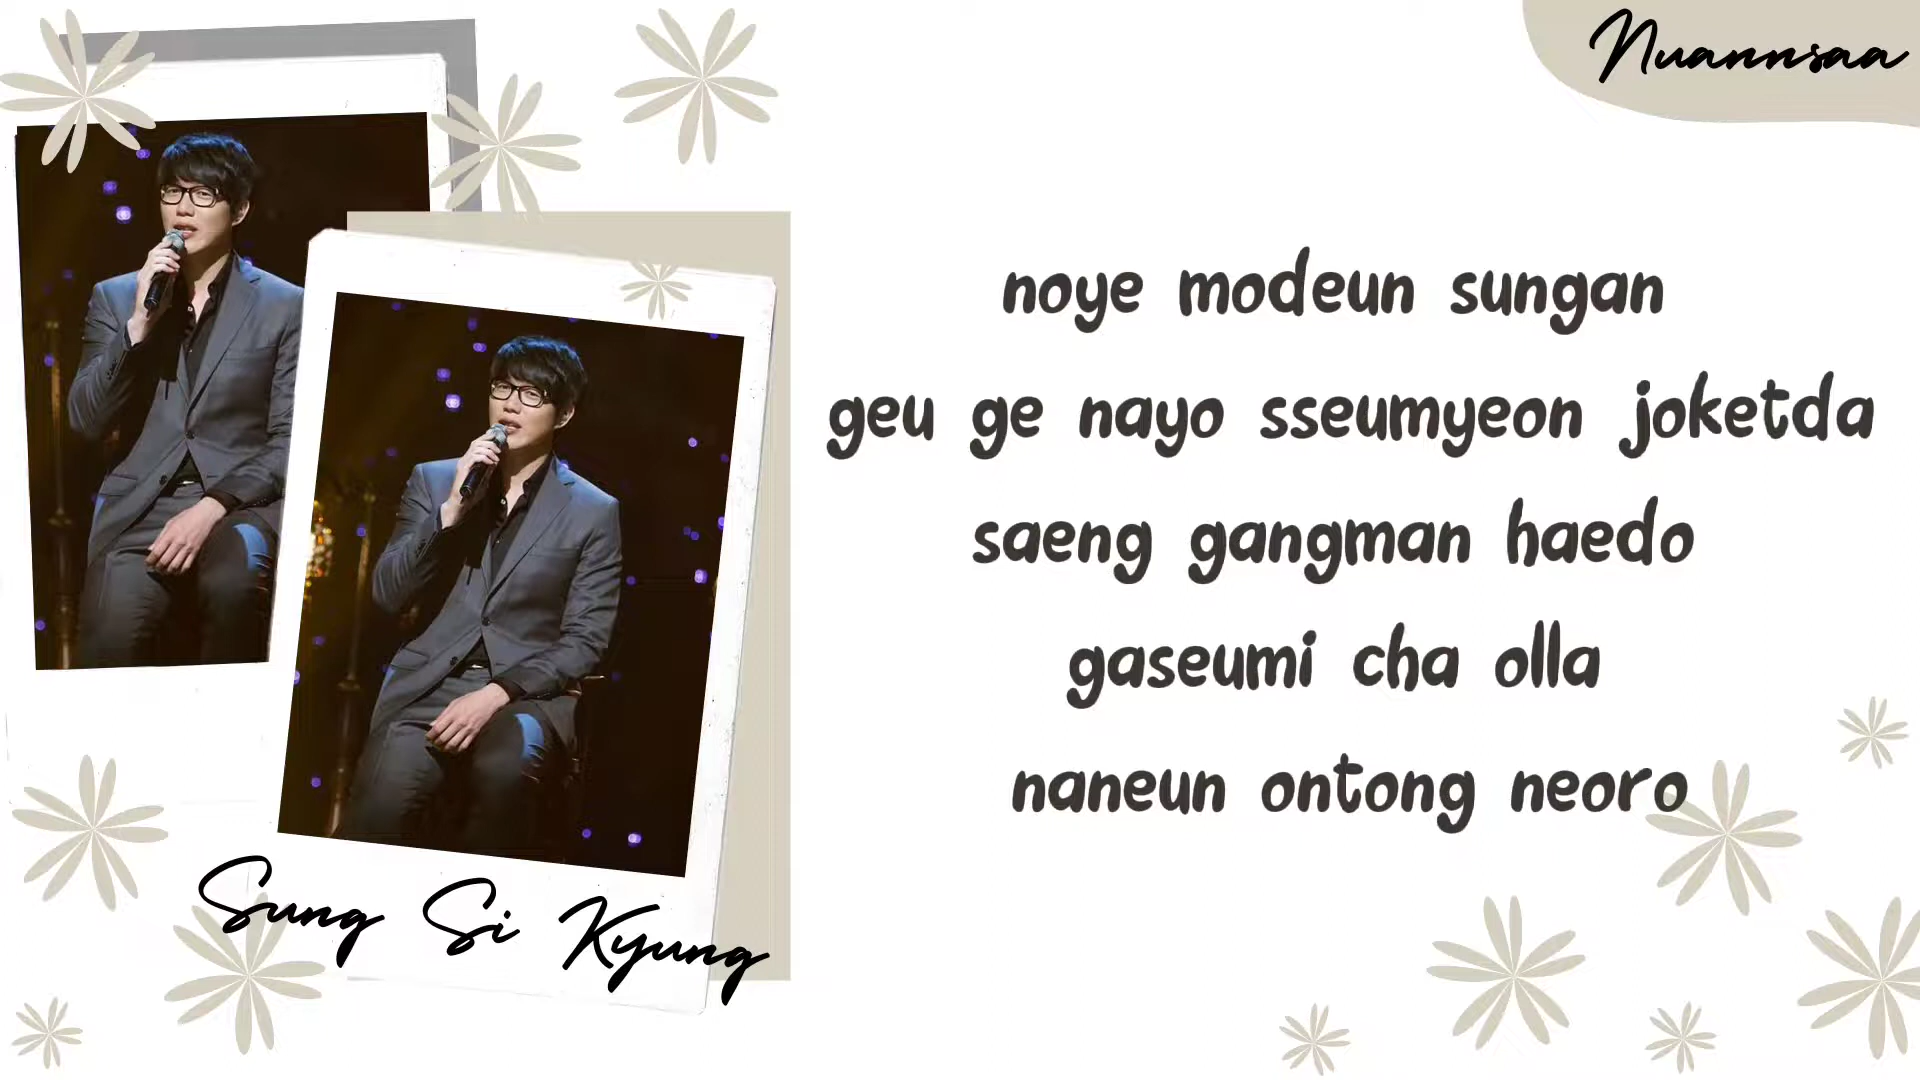 Nuannsaa
noye modeun sungan
geu ge nayo sseumyeon joketda
saeng gangman haedo
gaseumi cha olla
naneun ontong neoro
Sung Si Kyung